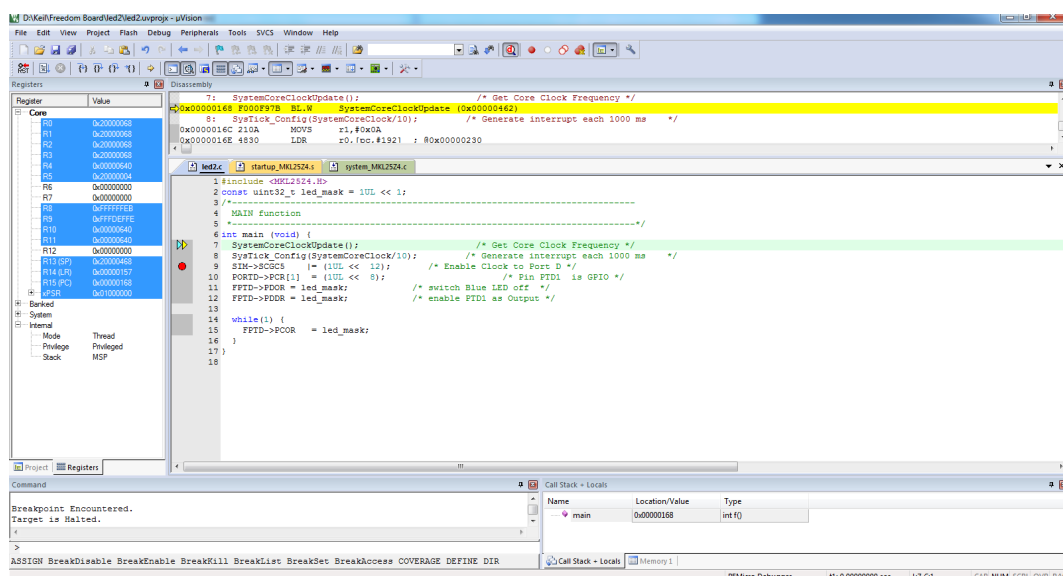 D:\Keil\Freedom Board\led2\led2.uvprojx - µVision
File Edit View Project Flash Debug Peripherals Tools SVCS Window Help
Registers
Register Value
Core
R0 0x20000068
R1 0x20000068
R2 0x20000068
R3 0x20000068
R4 0x00000640
R5 0x20000004
R6 0x00000000
R7 0x00000000
R8 0xFFFFFFEB
R9 0xFFFDEFFE
R10 0x00000640
R11 0x00000640
R12 0x00000000
R13 (SP) 0x20000468
R14 (LR) 0x00000157
R15 (PC) 0x00000168
xPSR 0x01000000
Banked
System
Internal
Mode Thread
Privilege Privileged
Stack MSP
Project Registers
Disassembly
7: SystemCoreClockUpdate(); /* Get Core Clock Frequency */
0x00000168 F000F97B BL.W SystemCoreClockUpdate (0x00000462)
8: SysTick_Config(SystemCoreClock/10); /* Generate interrupt each 1000 ms */
0x0000016C 210A MOVS r1,#0x0A
0x0000016E 4830 LDR r0,[pc,#192] ; @0x00000230
led2.c startup_MKL25Z4.s system_MKL25Z4.c
1 #include <MKL25Z4.H>
2 const uint32_t led_mask = 1UL << 1;
3 /*----------------------------------------------------------------------------
4 MAIN function
5 *----------------------------------------------------------------------------*/
6 int main (void) {
7 SystemCoreClockUpdate(); /* Get Core Clock Frequency */
8 SysTick_Config(SystemCoreClock/10); /* Generate interrupt each 1000 ms */
9 SIM->SCGC5 |= (1UL << 12); /* Enable Clock to Port D */
10 PORTD->PCR[1] = (1UL << 8); /* Pin PTD1 is GPIO */
11 FPTD->PDOR = led_mask; /* switch Blue LED off */
12 FPTD->PDDR = led_mask; /* enable PTD1 as Output */
13
14 while(1) {
15 FPTD->PCOR = led_mask;
16 }
17 }
18
Command
Breakpoint Encountered.
Target is Halted.
>
ASSIGN BreakDisable BreakEnable BreakKill BreakList BreakSet BreakAccess COVERAGE DEFINE DIR
Call Stack + Locals
Name Location/Value Type
main 0x00000168 int f()
Call Stack + Locals Memory 1